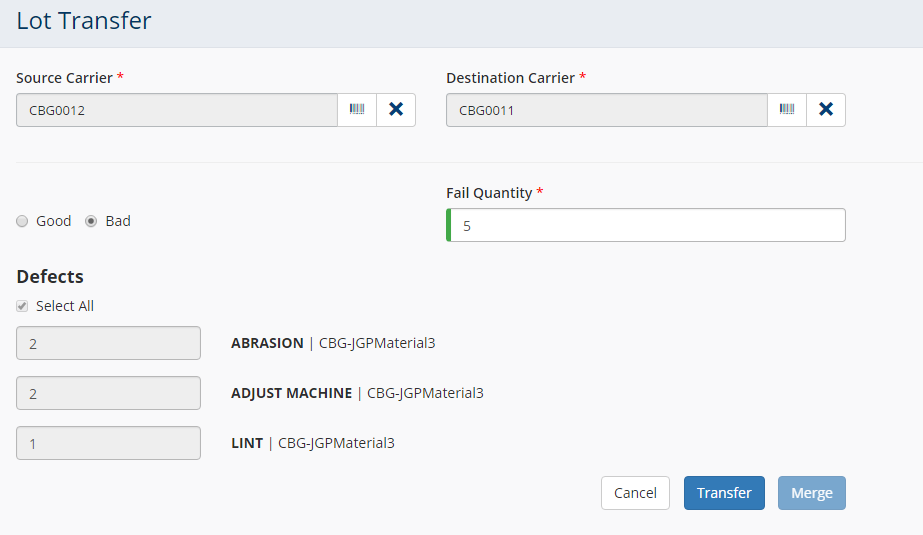 Lot Transfer
Source Carrier *
Destination Carrier *
CBG0012
CBG0011
Fail Quantity *
Good
Bad
5
Defects
Select All
2
ABRASION | CBG-JGPMaterial3
2
ADJUST MACHINE | CBG-JGPMaterial3
1
LINT | CBG-JGPMaterial3
Cancel
Transfer
Merge